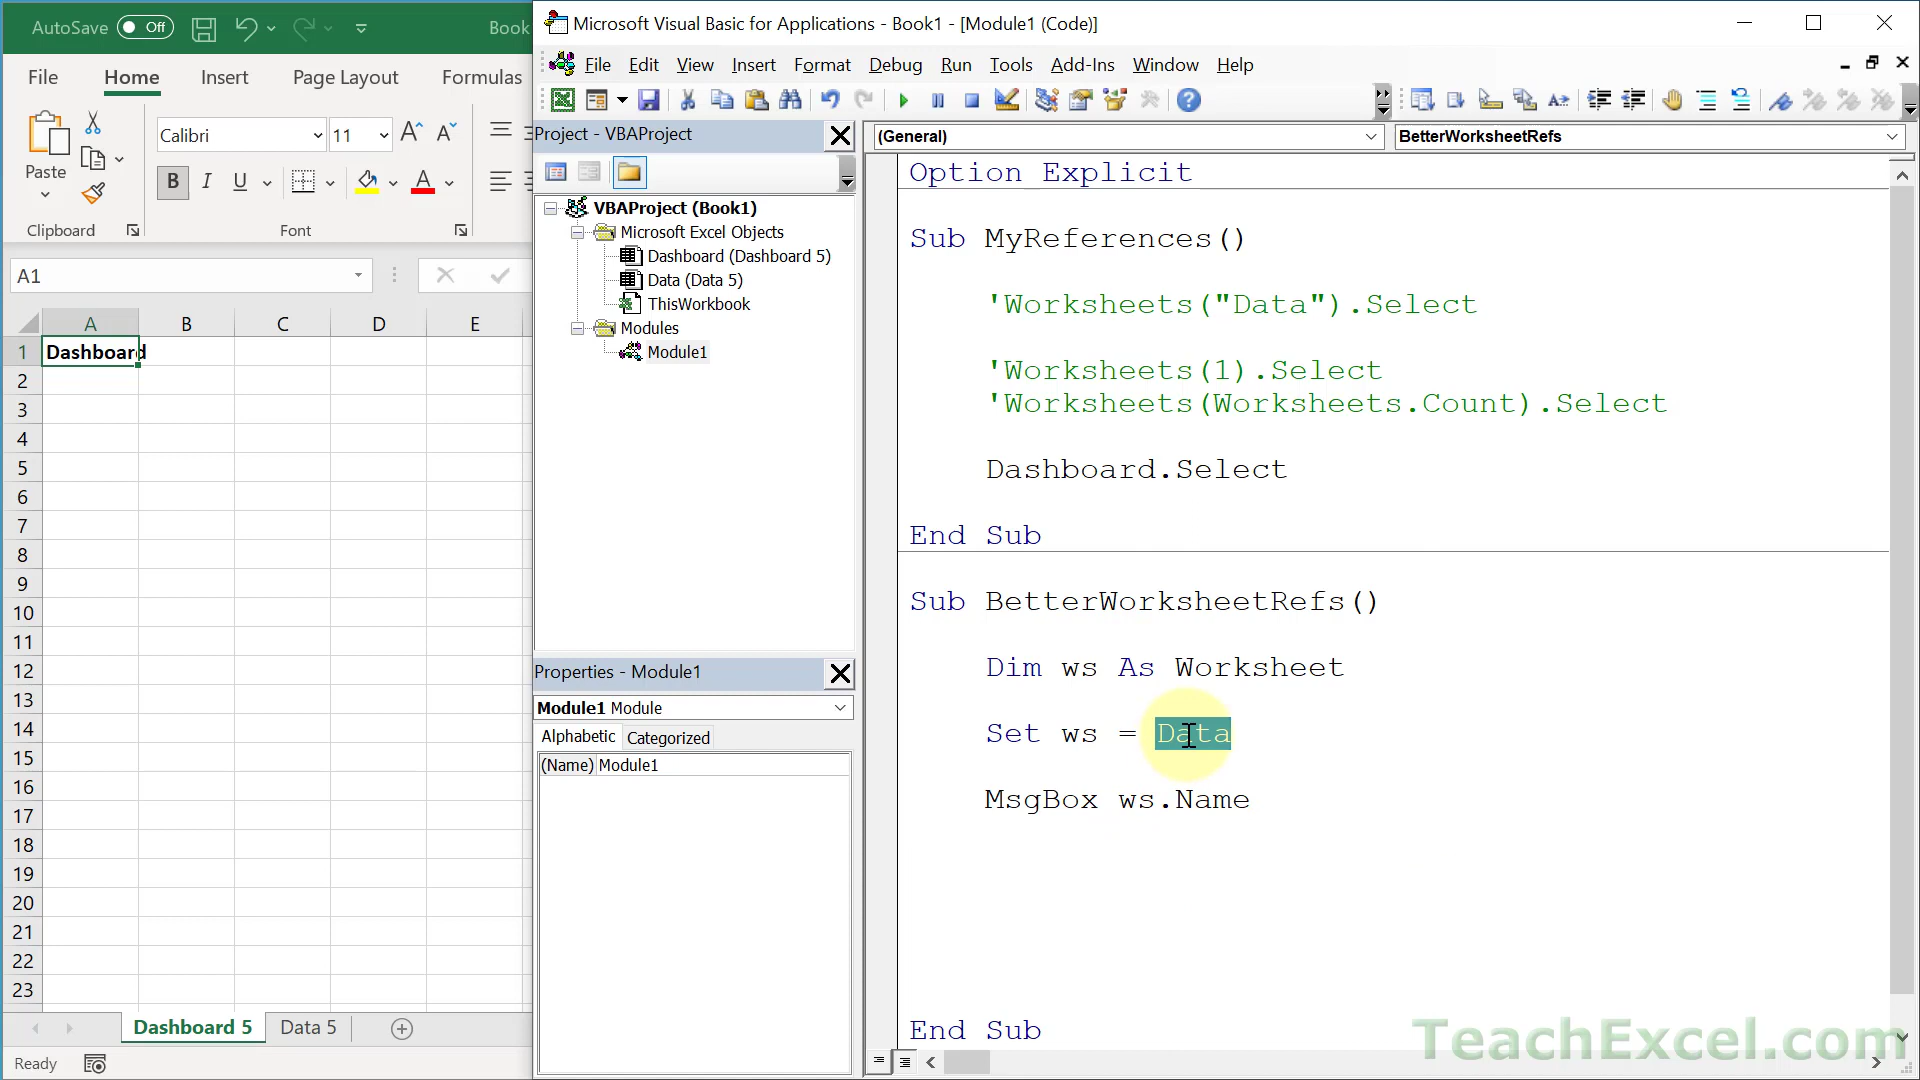 AutoSave Off Book
File Home Insert Page Layout Formulas
Paste
Calibri 11
B I U A
Clipboard Font
A1
A B C D E
1 Dashboard
2
3
4
5
6
7
8
9
10
11
12
13
14
15
16
17
18
19
20
21
22
23
Dashboard 5 Data 5
Ready
Microsoft Visual Basic for Applications - Book1 - [Module1 (Code)]
File Edit View Insert Format Debug Run Tools Add-Ins Window Help
Project - VBAProject
VBAProject (Book1)
Microsoft Excel Objects
Dashboard (Dashboard 5)
Data (Data 5)
ThisWorkbook
Modules
Module1
Properties - Module1
Module1 Module
Alphabetic Categorized
(Name) Module1
(General) BetterWorksheetRefs
Option Explicit
Sub MyReferences()
'Worksheets("Data").Select
'Worksheets(1).Select
'Worksheets(Worksheets.Count).Select
Dashboard.Select
End Sub
Sub BetterWorksheetRefs()
Dim ws As Worksheet
Set ws = Data
MsgBox ws.Name
End Sub
TeachExcel.com